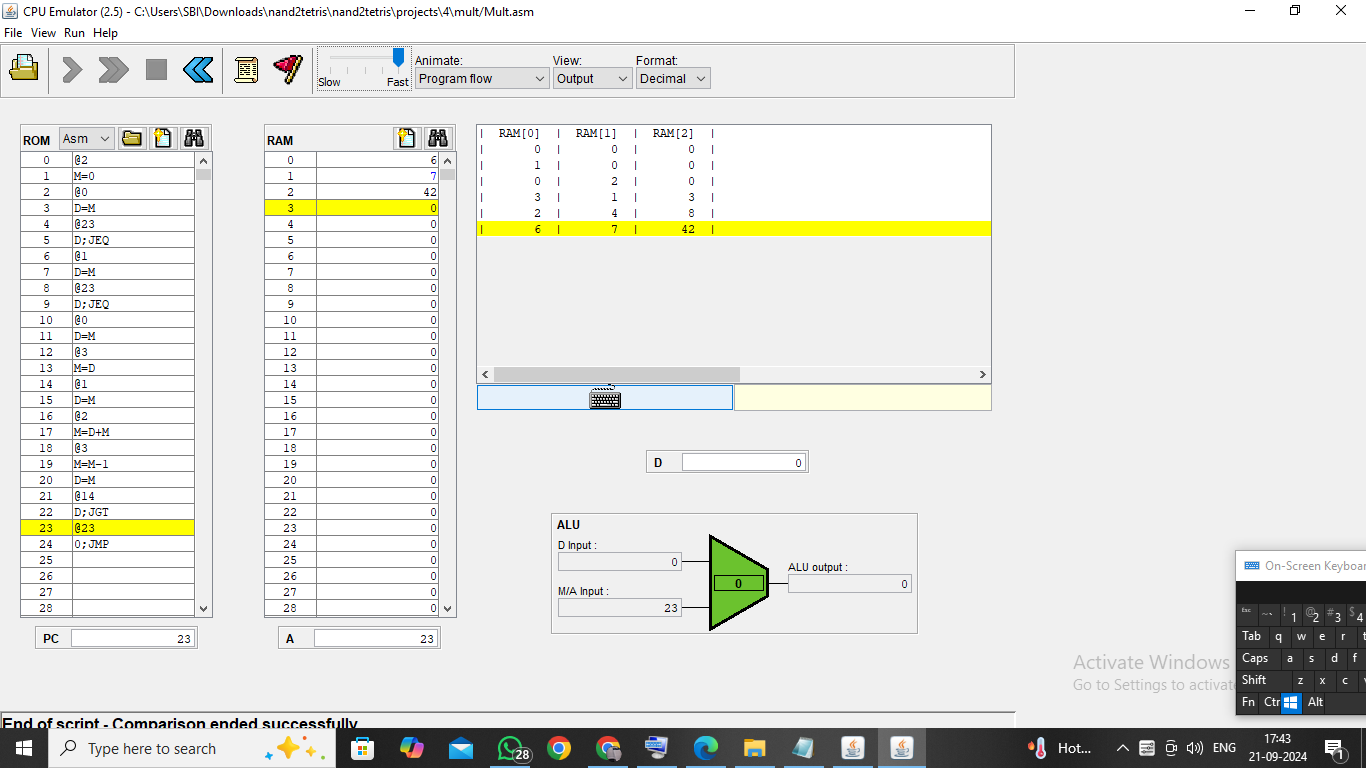 CPU Emulator (2.5) - C:\Users\SBI\Downloads\nand2tetris\nand2tetris\projects\4\mult/Mult.asm
File View Run Help
Slow Fast
Animate:
Program flow
View:
Output
Format:
Decimal
ROM Asm
0 @2
1 M=0
2 @0
3 D=M
4 @23
5 D;JEQ
6 @1
7 D=M
8 @23
9 D;JEQ
10 @0
11 D=M
12 @3
13 M=D
14 @1
15 D=M
16 @2
17 M=D+M
18 @3
19 M=M-1
20 D=M
21 @14
22 D;JGT
23 @23
24 0;JMP
25
26
27
28
PC 23
RAM
0 6
1 7
2 42
3 0
4 0
5 0
6 0
7 0
8 0
9 0
10 0
11 0
12 0
13 0
14 0
15 0
16 0
17 0
18 0
19 0
20 0
21 0
22 0
23 0
24 0
25 0
26 0
27 0
28 0
A 23
| RAM[0] | RAM[1] | RAM[2] |
| 0 | 0 | 0 |
| 1 | 0 | 0 |
| 0 | 2 | 0 |
| 3 | 1 | 3 |
| 2 | 4 | 8 |
| 6 | 7 | 42 |
D 0
ALU
D Input :
0
M/A Input :
23
0
ALU output :
0
On-Screen Keyboar
Esc ~ ` ! 1 @ 2 # 3 $ 4
Tab q w e r t
Caps a s d f
Shift z x c v
Fn Ctr Alt
Activate Windows
Go to Settings to activate
End of script - Comparison ended successfully
Type here to search
28
Hot...
ENG
17:43
21-09-2024
1